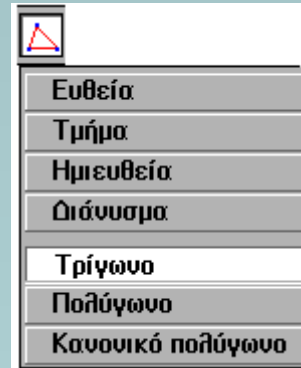 Ευθεία
Τμήμα
Ημιευθεία
Διάνυσμα
Τρίγωνο
Πολύγωνο
Κανονικό πολύγωνο